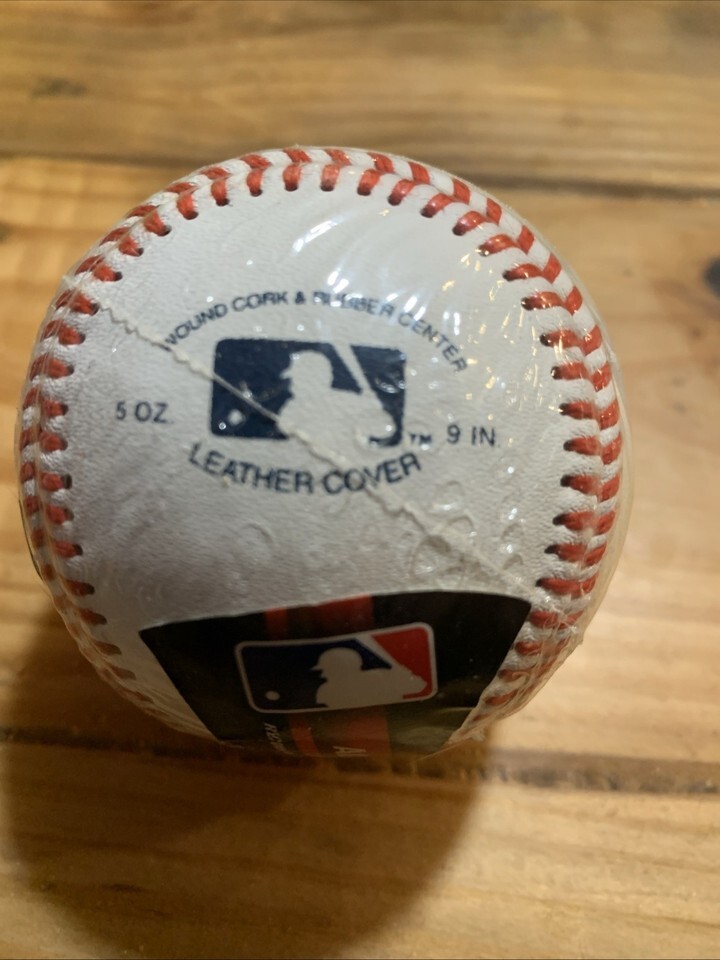 WOUND CORK & RUBBER CENTER
5 OZ.
TM
9 IN.
LEATHER COVER